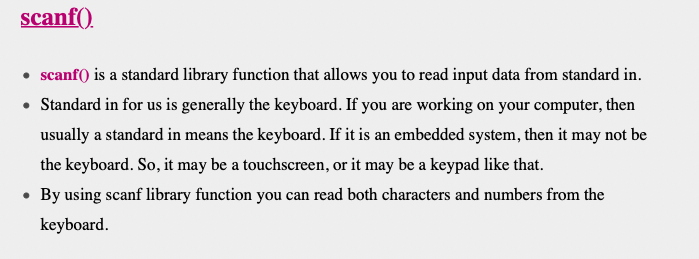 scanf()
• scanf() is a standard library function that allows you to read input data from standard in.
• Standard in for us is generally the keyboard. If you are working on your computer, then
usually a standard in means the keyboard. If it is an embedded system, then it may not be
the keyboard. So, it may be a touchscreen, or it may be a keypad like that.
• By using scanf library function you can read both characters and numbers from the
keyboard.